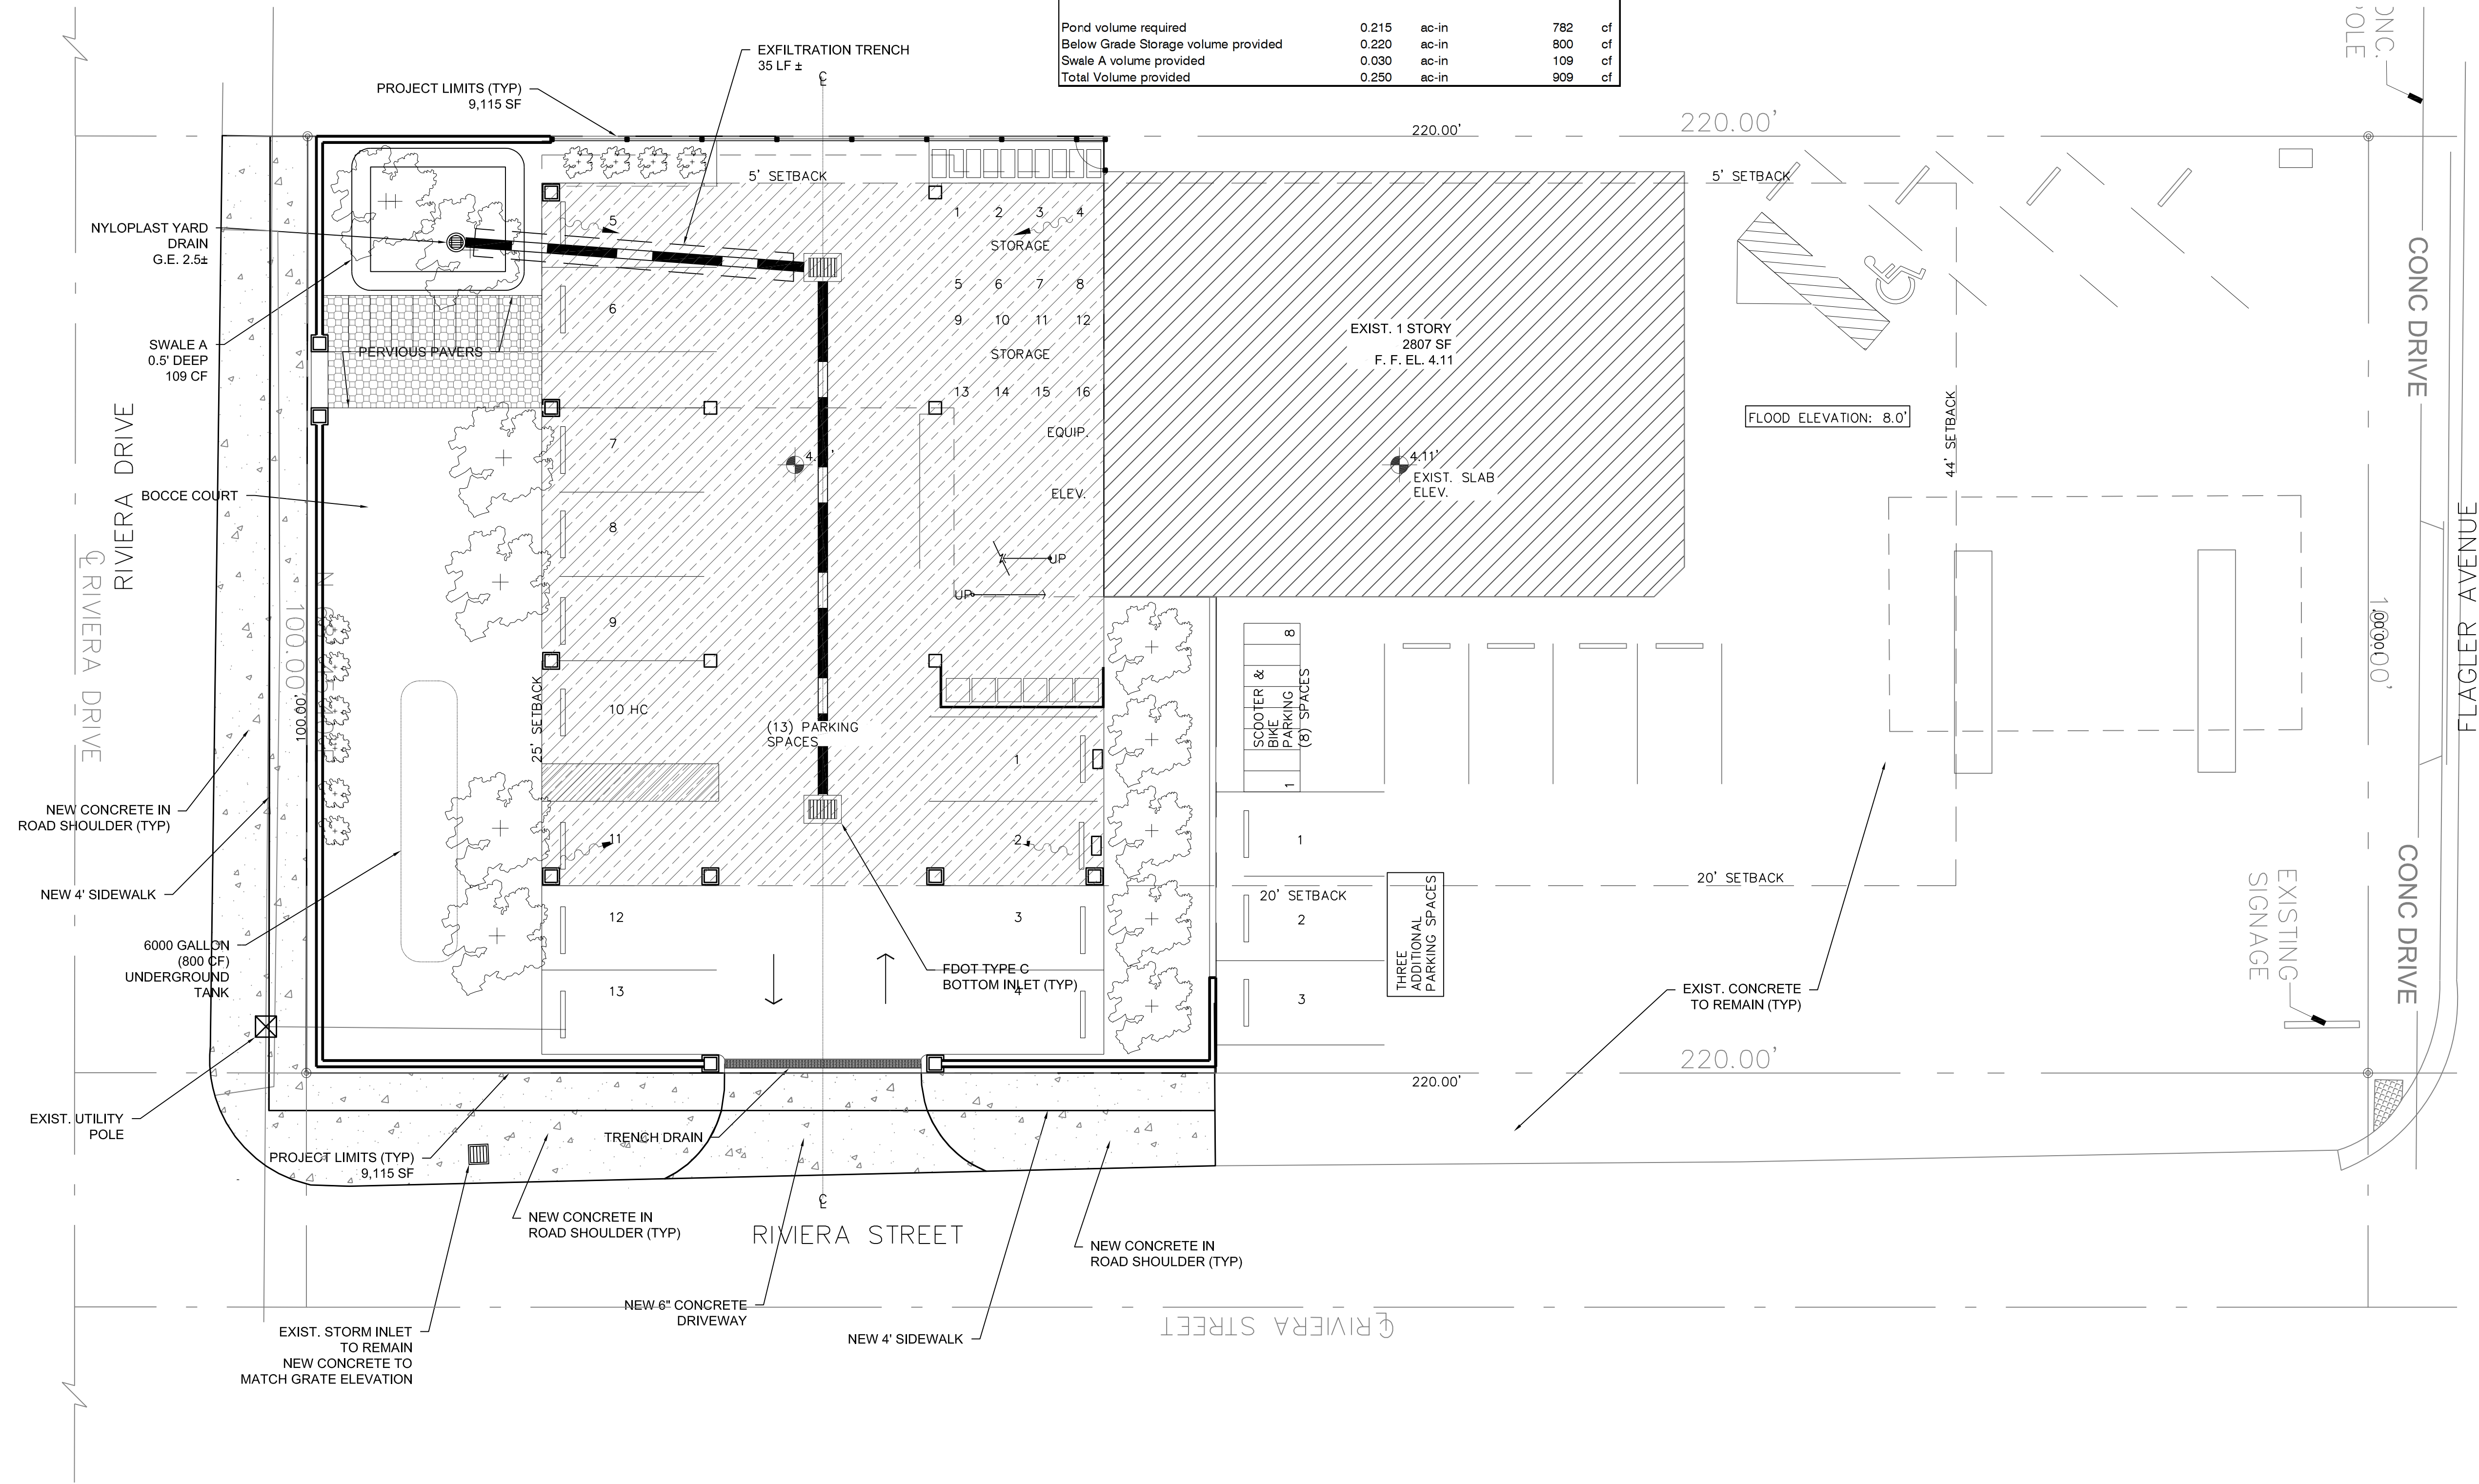 Pond volume required 0.215 ac-in 782 cf
Below Grade Storage volume provided 0.220 ac-in 800 cf
Swale A volume provided 0.030 ac-in 109 cf
Total Volume provided 0.250 ac-in 909 cf
EXFILTRATION TRENCH
35 LF ±
PROJECT LIMITS (TYP)
9,115 SF
220.00'
220.00'
5' SETBACK
5' SETBACK
NYLOPLAST YARD
DRAIN
G.E. 2.5±
SWALE A
0.5' DEEP
109 CF
PERVIOUS PAVERS
5
6
7
8
9
10 HC
11
12
13
1 2 3 4
STORAGE
5 6 7 8
9 10 11 12
STORAGE
13 14 15 16
EQUIP.
ELEV.
UP
UP
EXIST. 1 STORY
2807 SF
F. F. EL. 4.11
4.11'
EXIST. SLAB
ELEV.
FLOOD ELEVATION: 8.0'
44' SETBACK
CONC DRIVE
FLAGLER AVENUE
100.00'
CONC DRIVE
EXISTING
SIGNAGE
RIVIERA DRIVE
℄ RIVIERA DRIVE
BOCCE COURT
100.00'
100.00'
25' SETBACK
(13) PARKING
SPACES
1
2
3
4
SCOOTER &
BIKE
PARKING
(8) SPACES
1
8
1
2
3
20' SETBACK
20' SETBACK
THREE
ADDITIONAL
PARKING SPACES
NEW CONCRETE IN
ROAD SHOULDER (TYP)
NEW 4' SIDEWALK
6000 GALLON
(800 CF)
UNDERGROUND
TANK
FDOT TYPE C
BOTTOM INLET (TYP)
EXIST. CONCRETE
TO REMAIN (TYP)
220.00'
220.00'
EXIST. UTILITY
POLE
TRENCH DRAIN
PROJECT LIMITS (TYP)
9,115 SF
NEW CONCRETE IN
ROAD SHOULDER (TYP)
RIVIERA STREET
NEW CONCRETE IN
ROAD SHOULDER (TYP)
NEW 6" CONCRETE
DRIVEWAY
NEW 4' SIDEWALK
℄ RIVIERA STREET
EXIST. STORM INLET
TO REMAIN
NEW CONCRETE TO
MATCH GRATE ELEVATION